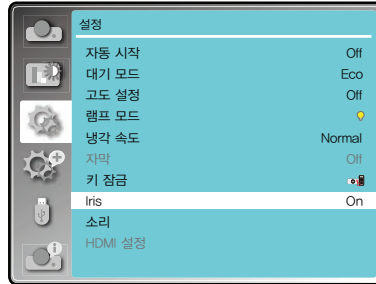 설정
자동 시작 Off
대기 모드 Eco
고도 설정 Off
램프 모드
냉각 속도 Normal
자막 Off
키 잠금
Iris On
소리
HDMI 설정